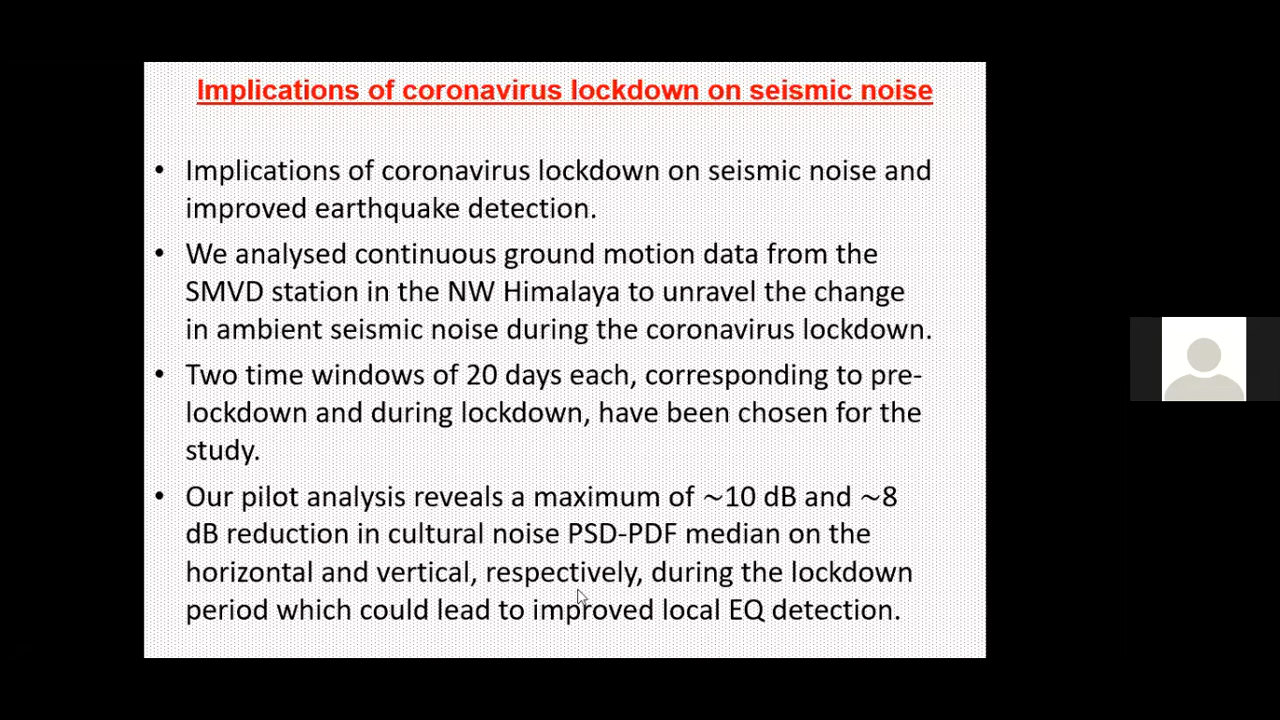 Implications of coronavirus lockdown on seismic noise
• Implications of coronavirus lockdown on seismic noise and
improved earthquake detection.
• We analysed continuous ground motion data from the
SMVD station in the NW Himalaya to unravel the change
in ambient seismic noise during the coronavirus lockdown.
• Two time windows of 20 days each, corresponding to pre-
lockdown and during lockdown, have been chosen for the
study.
• Our pilot analysis reveals a maximum of ~10 dB and ~8
dB reduction in cultural noise PSD-PDF median on the
horizontal and vertical, respectively, during the lockdown
period which could lead to improved local EQ detection.